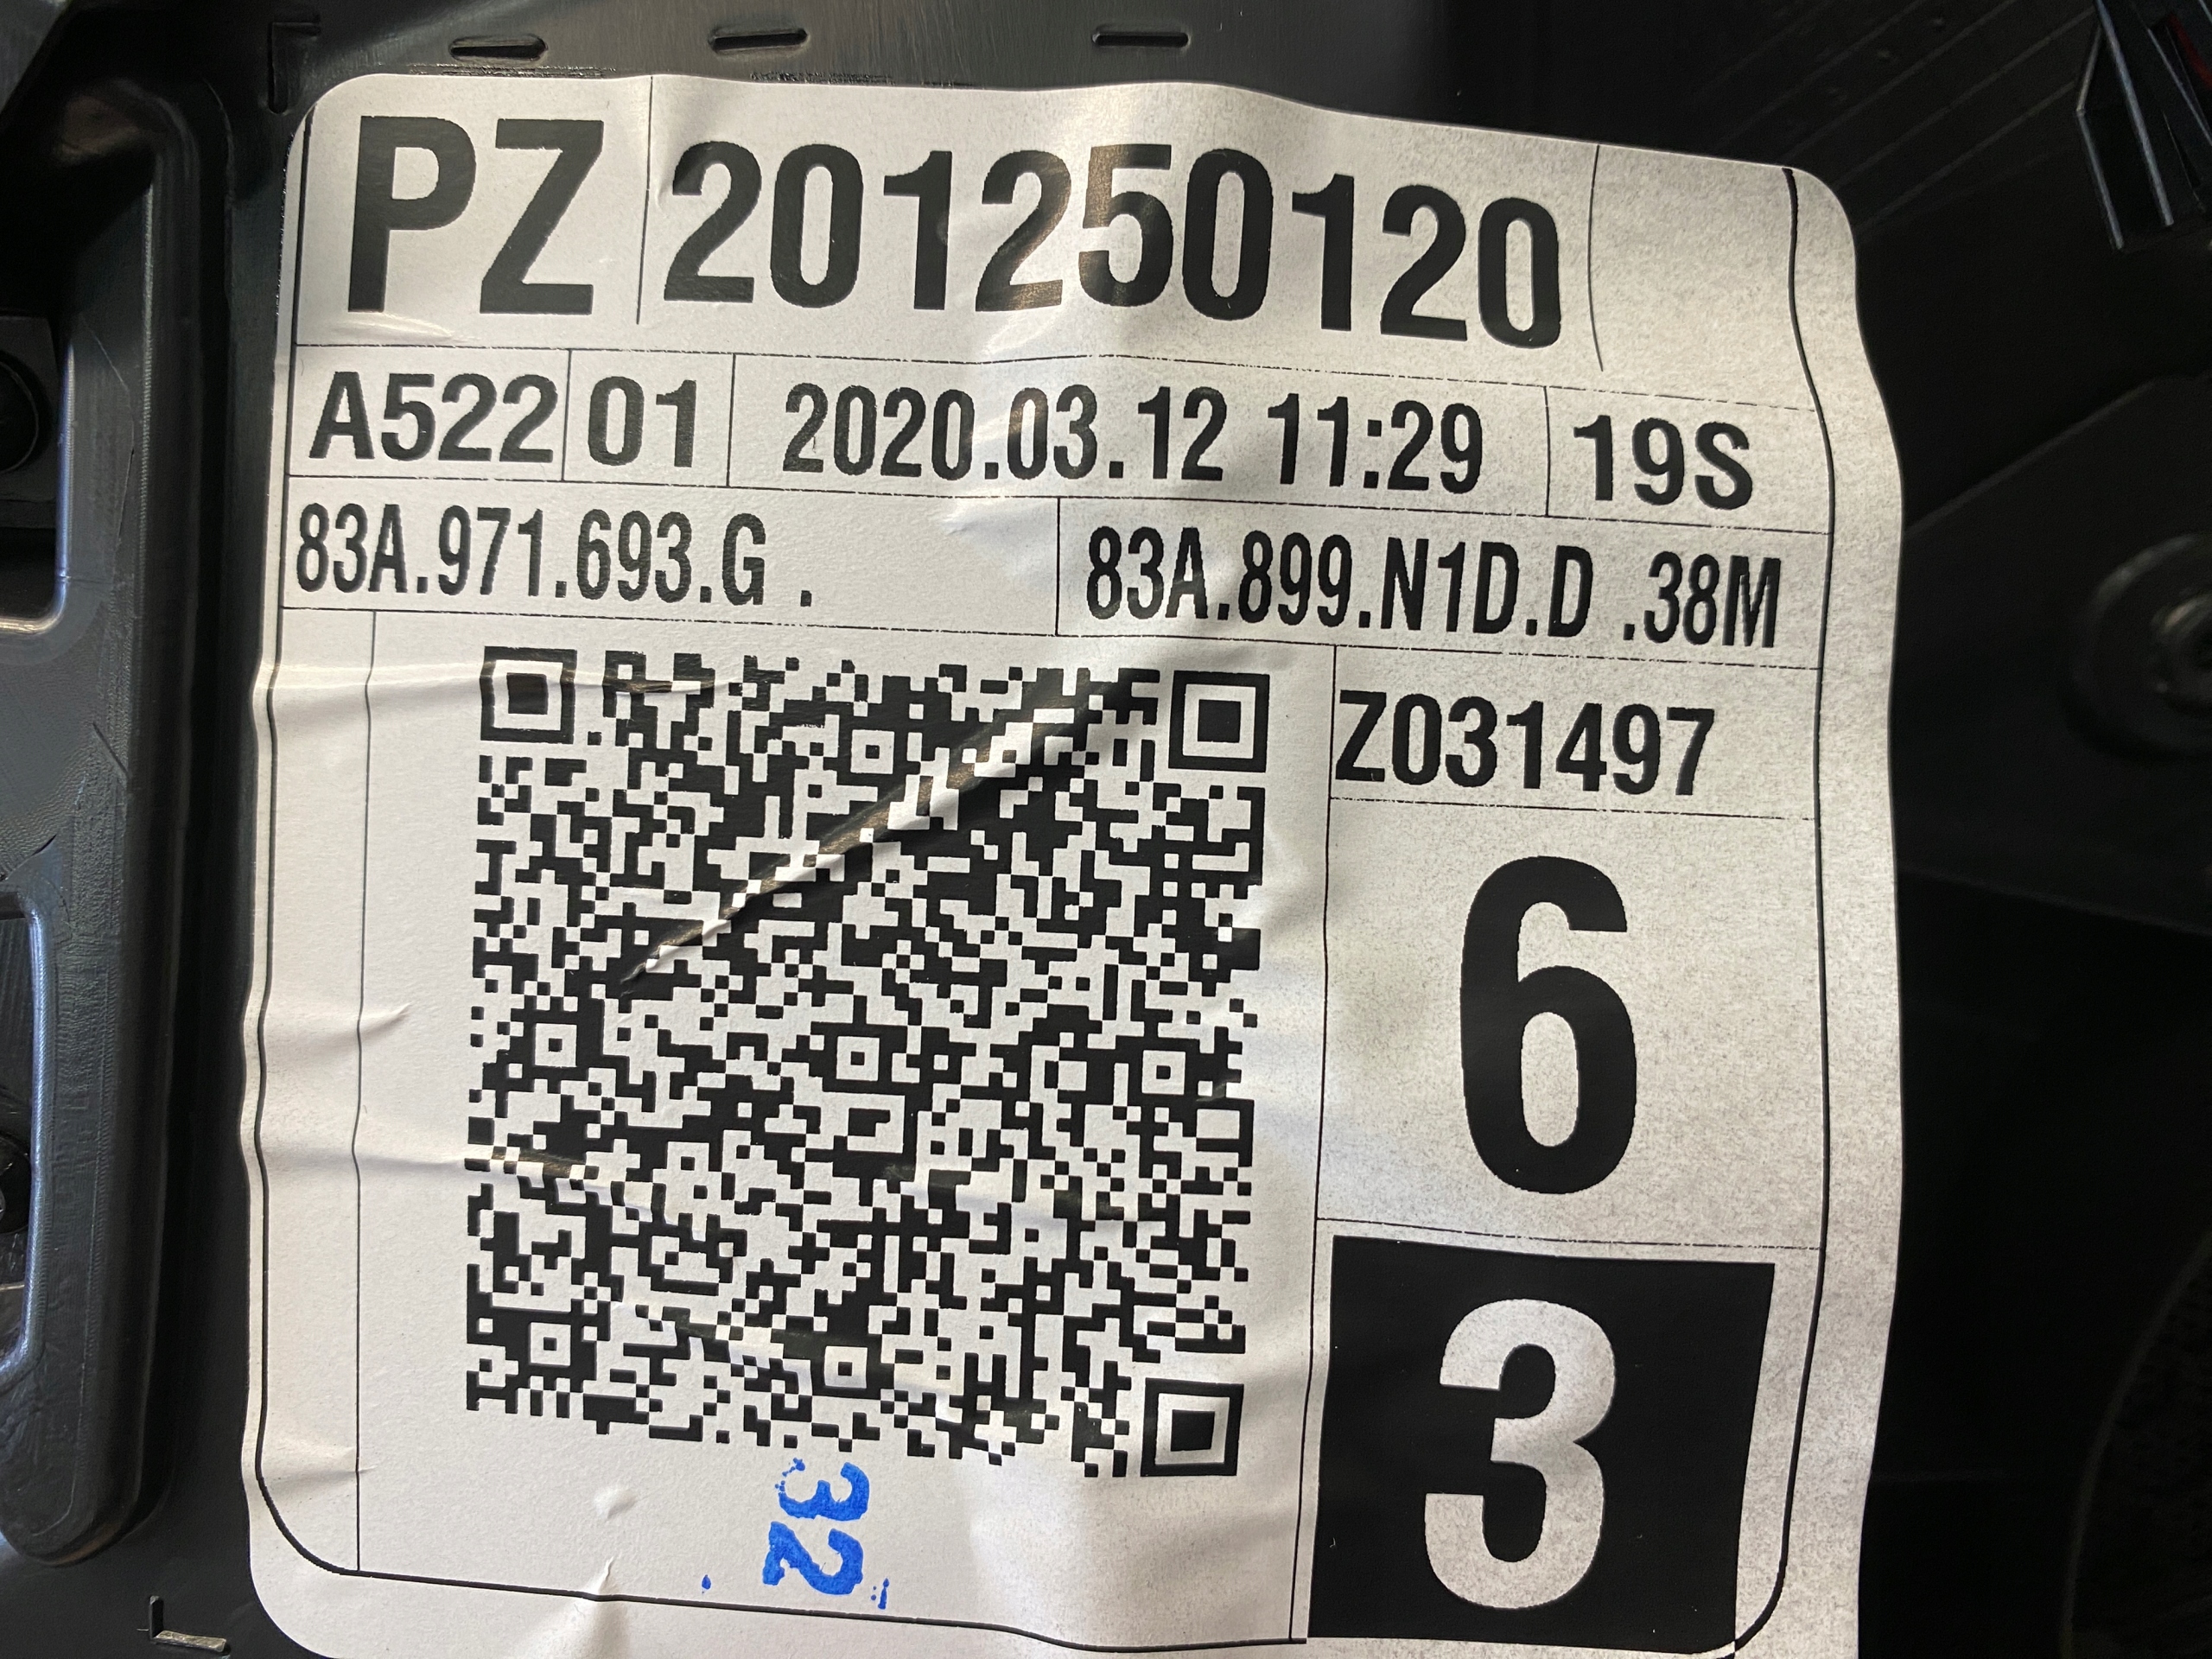 PZ 201250120
A522 01 2020.03.12 11:29 19S
83A.971.693.G . 83A.899.N1D.D .38M
Z031497
6
3
32